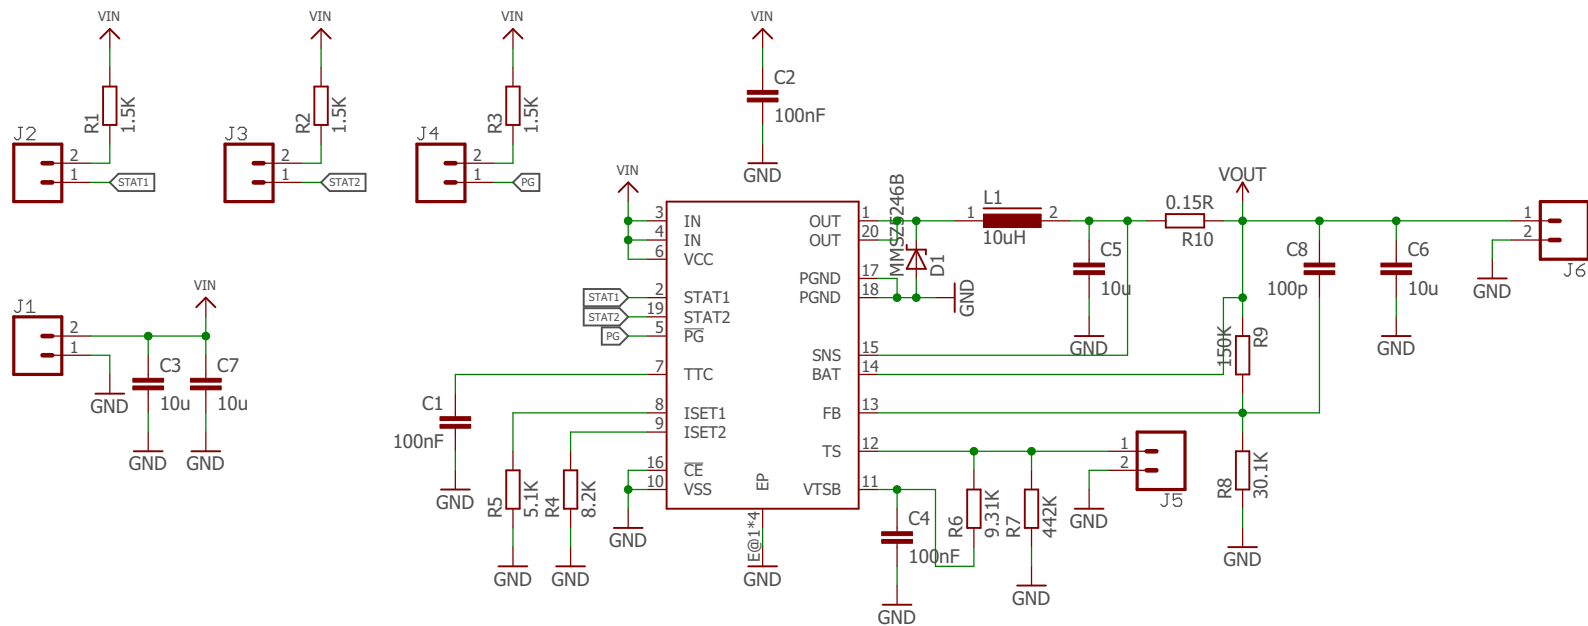 VIN
VIN
VIN
VIN
R1
1.5K
R2
1.5K
R3
1.5K
C2
100nF
GND
J2
2
1
STAT1
J3
2
1
STAT2
J4
2
1
PG
VIN
3
IN
4
IN
6
VCC
STAT1
2
STAT1
STAT2
19
STAT2
PG
5
PG
7
TTC
8
ISET1
9
ISET2
16
CE
10
VSS
EP
E@1*4
GND
OUT
1
OUT
20
PGND
17
PGND
18
SNS
15
BAT
14
FB
13
TS
12
VTSB
11
MMSZ5246B
D1
GND
L1
1
2
10uH
C5
10u
GND
0.15R
R10
VOUT
C8
100p
C6
10u
GND
1
2
J6
GND
150K
R9
R8
30.1K
GND
1
2
J5
GND
R6
9.31K
R7
442K
GND
C4
100nF
GND
J1
2
1
GND
VIN
C3
10u
GND
C7
10u
GND
C1
100nF
GND
R5
5.1K
GND
R4
8.2K
GND
GND